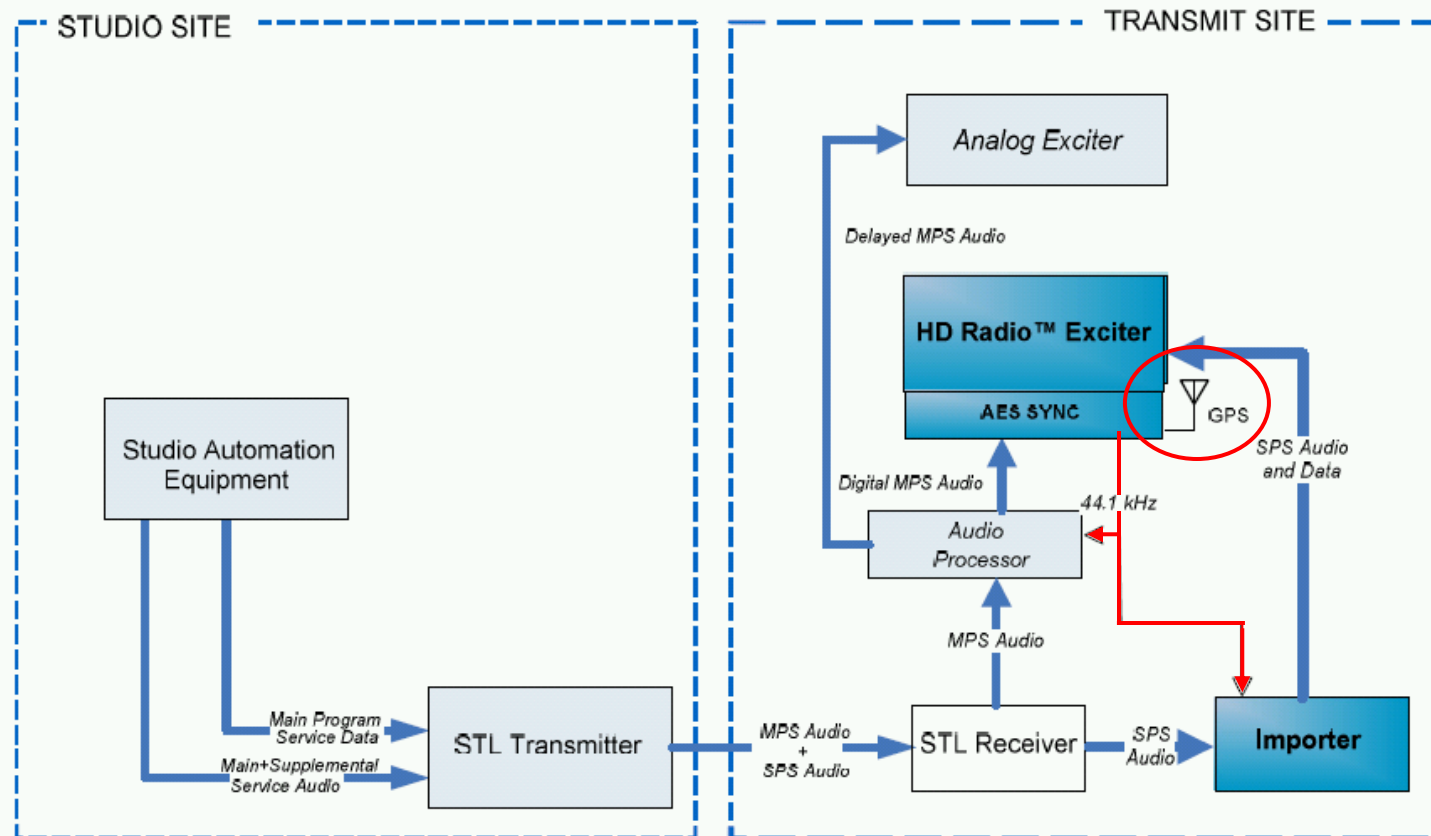 STUDIO SITE
TRANSMIT SITE
Analog Exciter
Delayed MPS Audio
HD Radio™ Exciter
AES SYNC
GPS
SPS Audio
and Data
Studio Automation
Equipment
Digital MPS Audio
44.1 kHz
Audio
Processor
MPS Audio
Main Program
Service Data
Main+Supplemental
Service Audio
STL Transmitter
MPS Audio
+
SPS Audio
STL Receiver
SPS
Audio
Importer